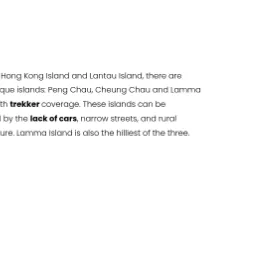 Hong Kong Island and Lantau Island, there are
que islands: Peng Chau, Cheung Chau and Lamma
th trekker coverage. These islands can be
by the lack of cars, narrow streets, and rural
ure. Lamma Island is also the hilliest of the three.